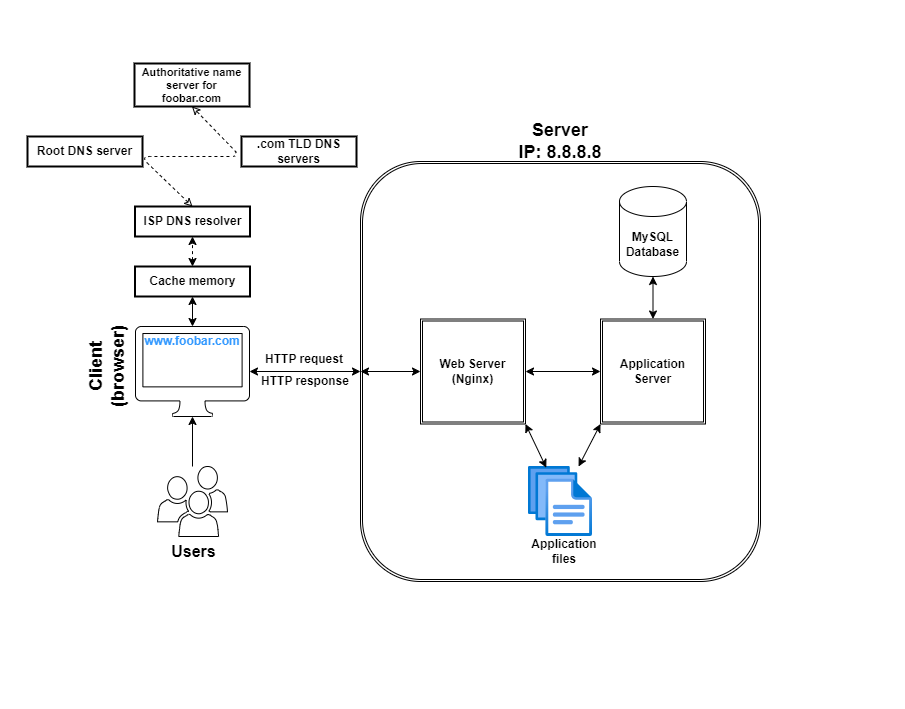 Authoritative name
server for
foobar.com
Root DNS server
.com TLD DNS
servers
Server
IP: 8.8.8.8
ISP DNS resolver
MySQL
Database
Cache memory
Client
(browser)
www.foobar.com
HTTP request
HTTP response
Web Server
(Nginx)
Application
Server
Users
Application
files